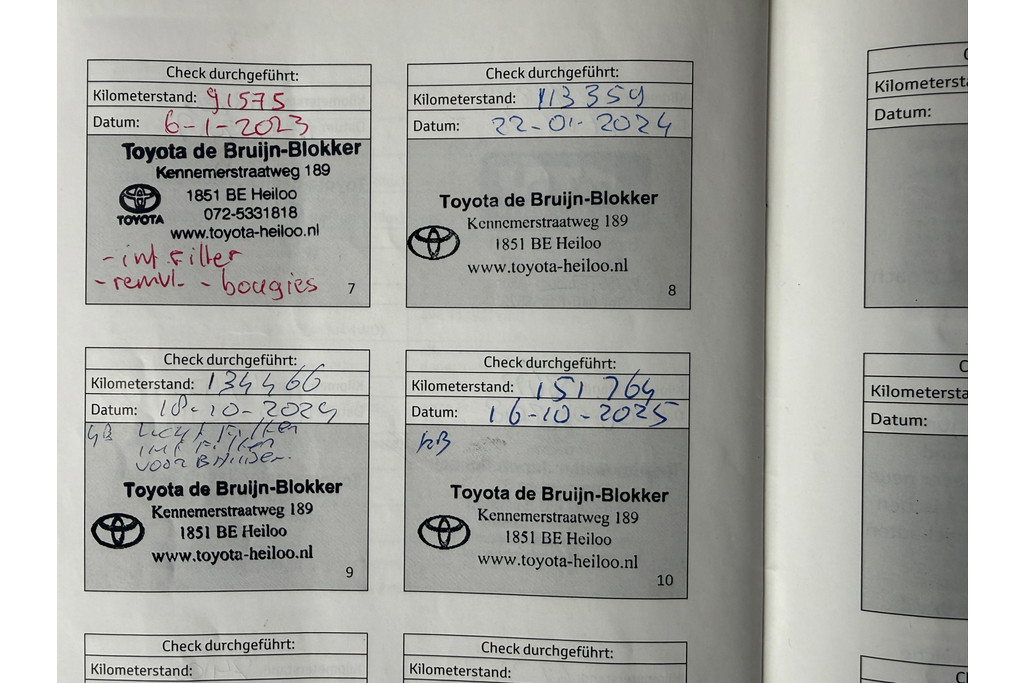 Check durchgeführt:
Kilometerstand: 91575
Datum: 6-1-2023
Toyota de Bruijn-Blokker
Kennemerstraatweg 189
1851 BE Heiloo
TOYOTA 072-5331818
www.toyota-heiloo.nl
- int. Filter
- remvl. - bougies 7
Check durchgeführt:
Kilometerstand: 113359
Datum: 22-01-2024
Toyota de Bruijn-Blokker
Kennemerstraatweg 189
1851 BE Heiloo
www.toyota-heiloo.nl
8
Check durchgeführt:
Kilometerstand: 134466
Datum: 18-10-2024
Lucht Filter
int Filter
voor
Toyota de Bruijn-Blokker
Kennemerstraatweg 189
1851 BE Heiloo
www.toyota-heiloo.nl
9
Check durchgeführt:
Kilometerstand: 151764
Datum: 16-10-2025
Toyota de Bruijn-Blokker
Kennemerstraatweg 189
1851 BE Heiloo
www.toyota-heiloo.nl
10
Check durchgeführt:
Kilometerstand:
Check durchgeführt:
Kilometerstand:
Datum:
Datum: